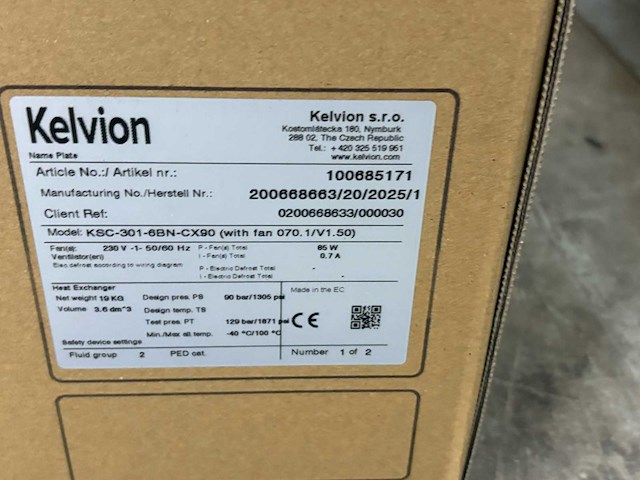 Kelvion
Kelvion s.r.o.
Kostomlátecka 180, Nymburk
288 02, The Czech Republic
Tel.: + 420 325 519 951
www.kelvion.com
Name Plate
Article No.:/ Artikel nr.: 100685171
Manufacturing No./Herstell Nr.: 200668663/20/2025/1
Client Ref: 0200668633/000030
Model: KSC-301-6BN-CX90 (with fan 070.1/V1.50)
Fan(s): 230 V -1- 50/60 Hz P - Fan(s) Total 85 W
Ventilator(en) I - Fan(s) Total 0.7 A
Elec defrost according to wiring diagram P - Electric Defrost Total -
I - Electric Defrost Total -
Heat Exchanger Made in the EC
Net weight 19 KG Design pres. PS 90 bar/1305 psi
Volume 3.6 dm^3 Design temp. TS
Test pres. PT 129 bar/1871 psi CE
Min./Max all.temp. -40 °C/100 °C
Safety device settings
Fluid group 2 PED cat. Number 1 of 2